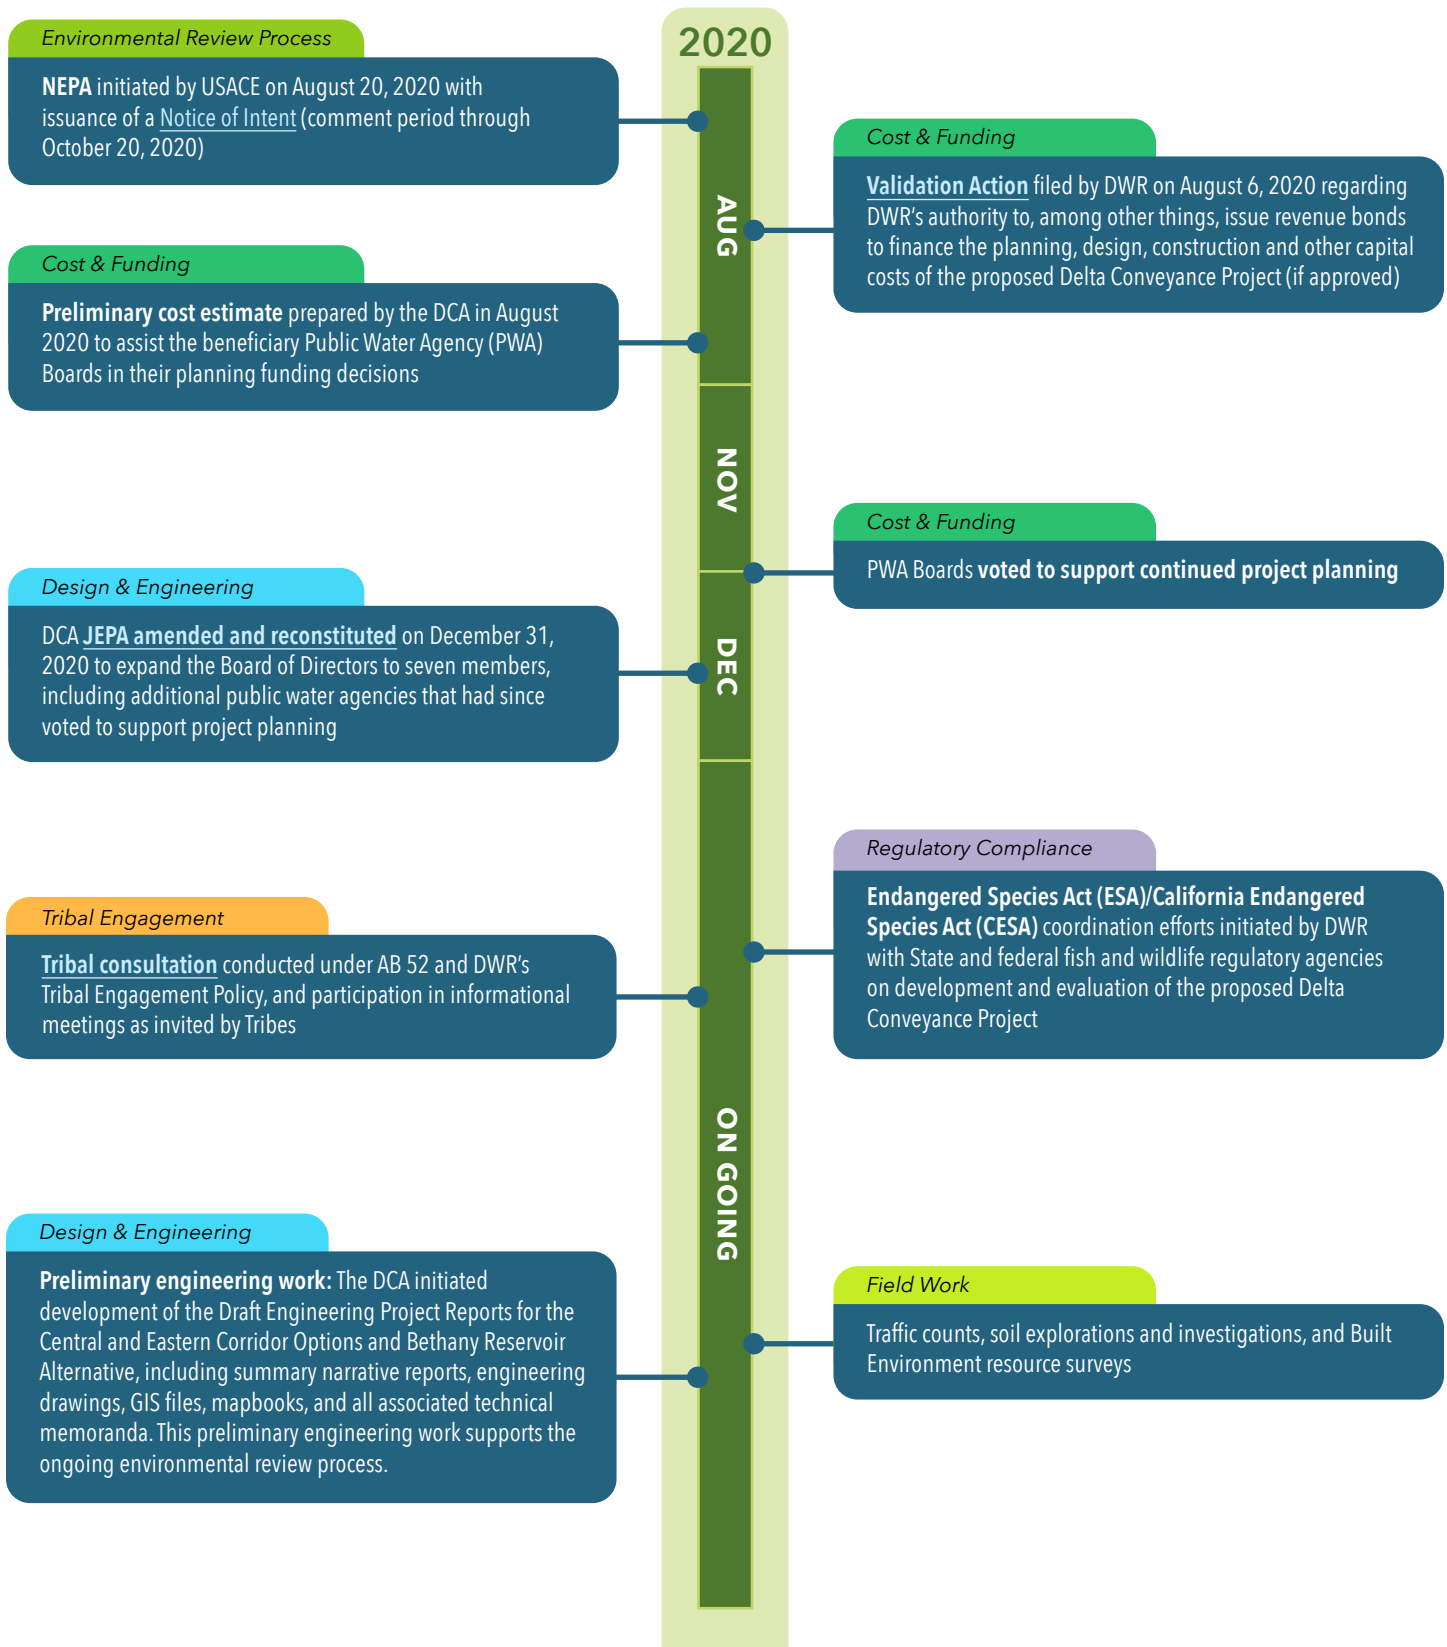 2020
Environmental Review Process
NEPA initiated by USACE on August 20, 2020 with
issuance of a Notice of Intent (comment period through
October 20, 2020)
Cost & Funding
Validation Action filed by DWR on August 6, 2020 regarding
DWR's authority to, among other things, issue revenue bonds
to finance the planning, design, construction and other capital
costs of the proposed Delta Conveyance Project (if approved)
AUG
Cost & Funding
Preliminary cost estimate prepared by the DCA in August
2020 to assist the beneficiary Public Water Agency (PWA)
Boards in their planning funding decisions
NOV
Cost & Funding
PWA Boards voted to support continued project planning
Design & Engineering
DCA JEPA amended and reconstituted on December 31,
2020 to expand the Board of Directors to seven members,
including additional public water agencies that had since
voted to support project planning
DEC
Regulatory Compliance
Endangered Species Act (ESA)/California Endangered
Species Act (CESA) coordination efforts initiated by DWR
with State and federal fish and wildlife regulatory agencies
on development and evaluation of the proposed Delta
Conveyance Project
Tribal Engagement
Tribal consultation conducted under AB 52 and DWR's
Tribal Engagement Policy, and participation in informational
meetings as invited by Tribes
ON GOING
Design & Engineering
Preliminary engineering work: The DCA initiated
development of the Draft Engineering Project Reports for the
Central and Eastern Corridor Options and Bethany Reservoir
Alternative, including summary narrative reports, engineering
drawings, GIS files, mapbooks, and all associated technical
memoranda. This preliminary engineering work supports the
ongoing environmental review process.
Field Work
Traffic counts, soil explorations and investigations, and Built
Environment resource surveys